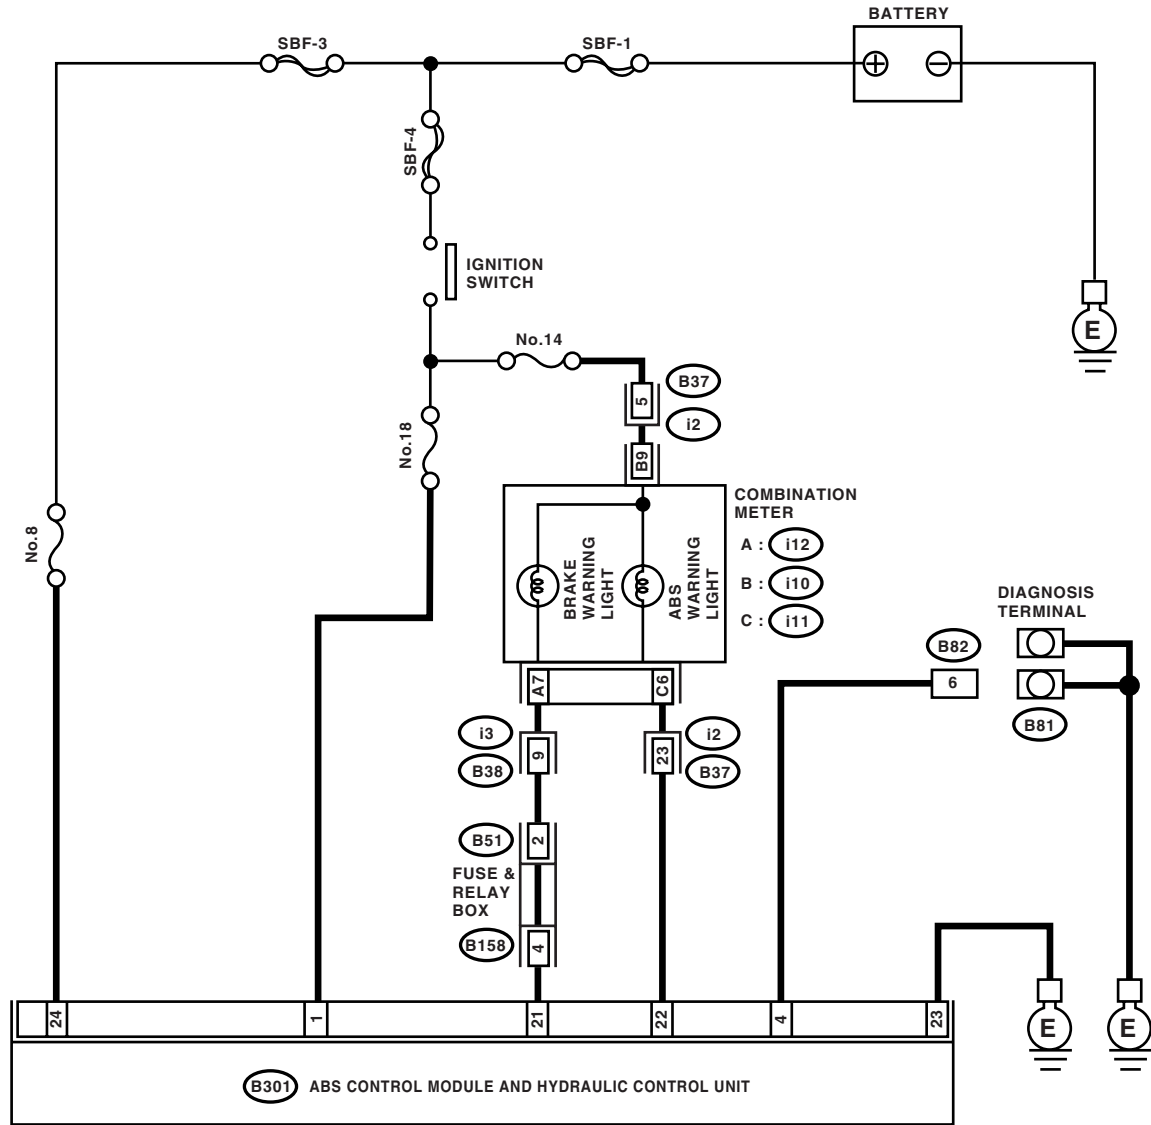 BATTERY
SBF-3
SBF-1
SBF-4
IGNITION
SWITCH
E
No.14
B37
5
i2
No.18
B9
COMBINATION
METER
A : i12
B : i10
C : i11
BRAKE
WARNING
LIGHT
ABS
WARNING
LIGHT
No.8
DIAGNOSIS
TERMINAL
B82
6
B81
A7
C6
i3
9
B38
i2
23
B37
B51
2
FUSE &
RELAY
BOX
B158
4
24
1
21
22
4
23
E
E
B301 ABS CONTROL MODULE AND HYDRAULIC CONTROL UNIT